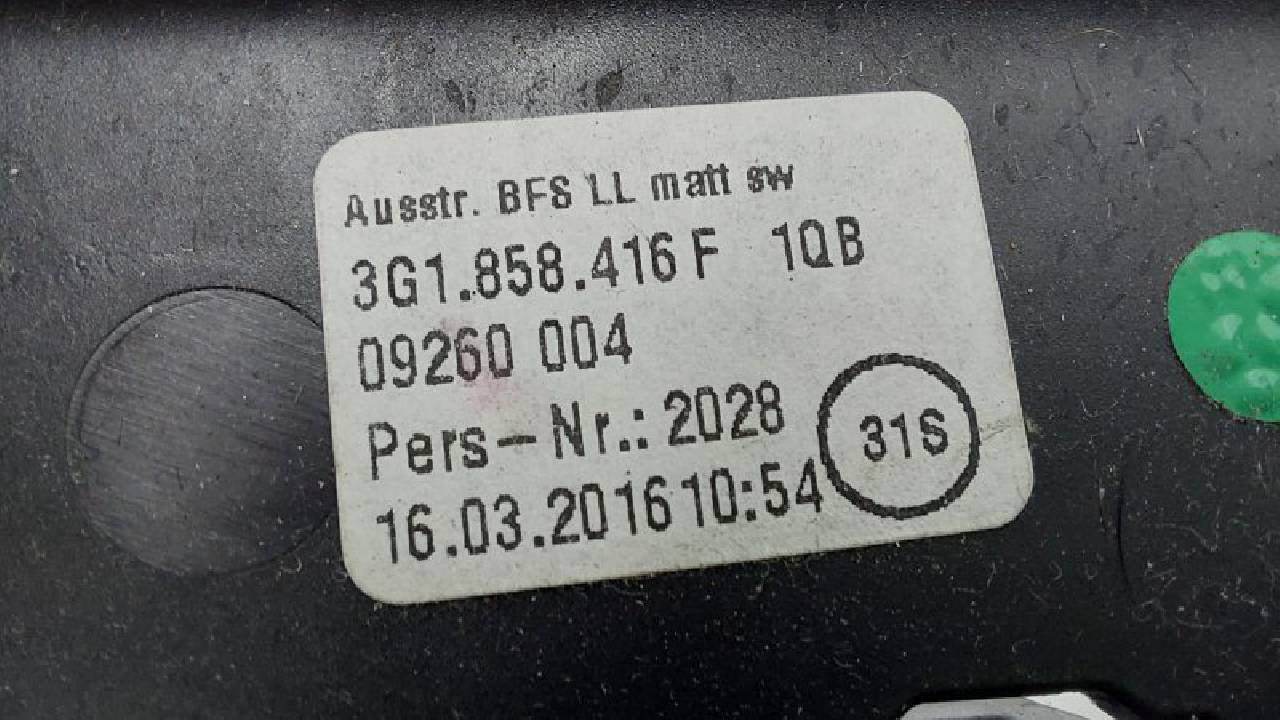 Ausstr. BFS LL matt sw
3G1.858.416 F 1QB
09260 004
Pers-Nr.: 2028
31S
16.03.2016 10:54